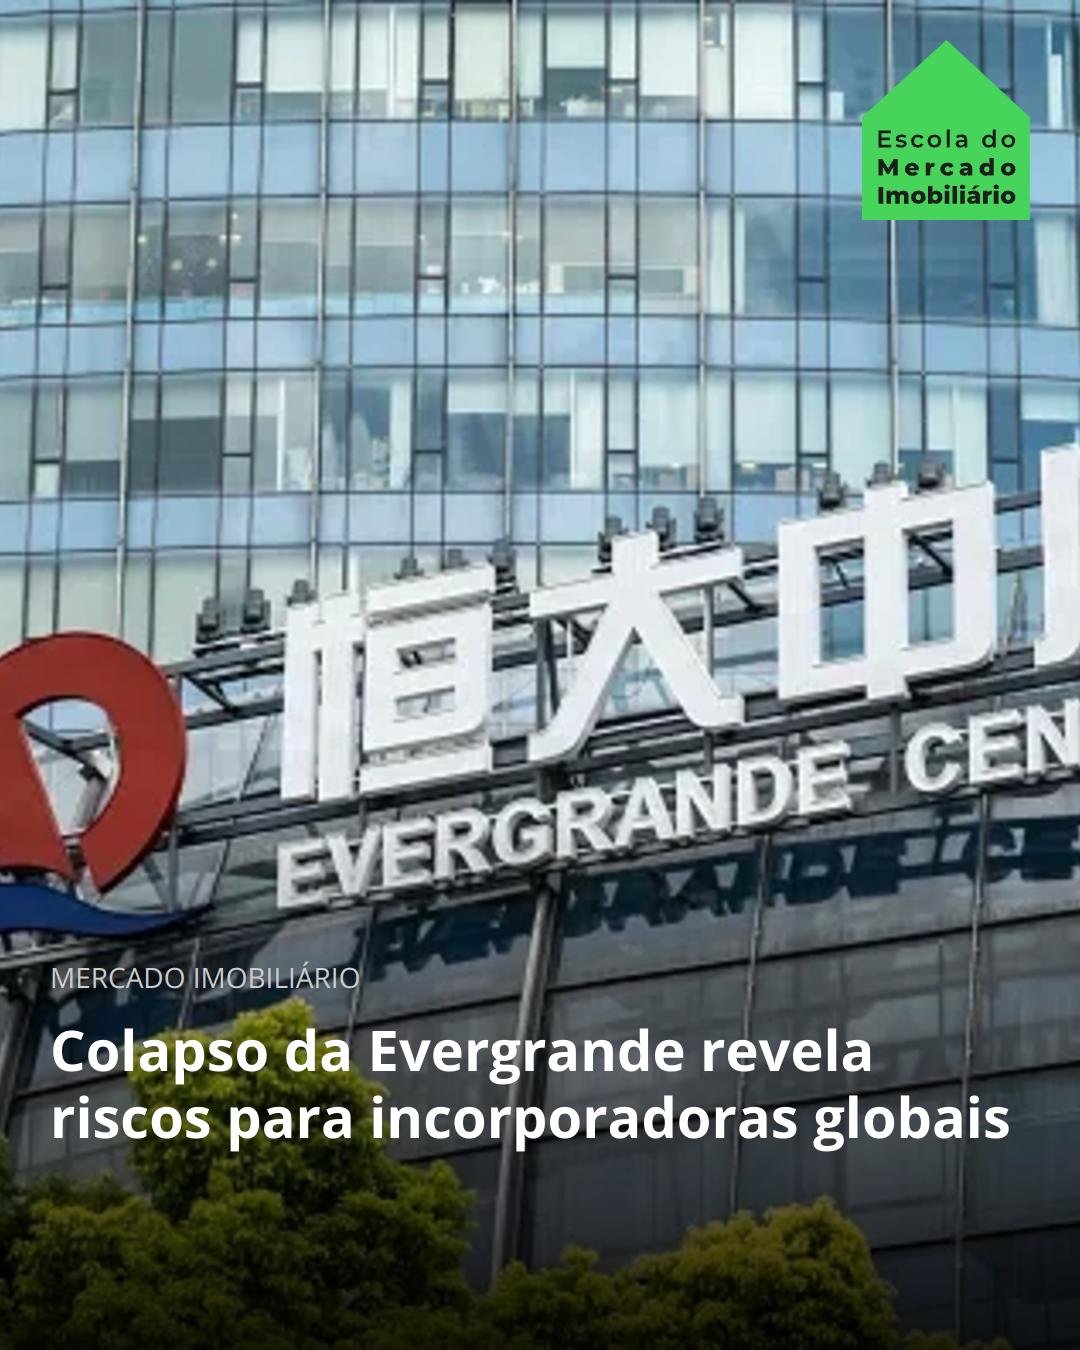 Escola do
Mercado
Imobiliário
恒大中
EVERGRANDE CEN
MERCADO IMOBILIÁRIO
Colapso da Evergrande revela
riscos para incorporadoras globais